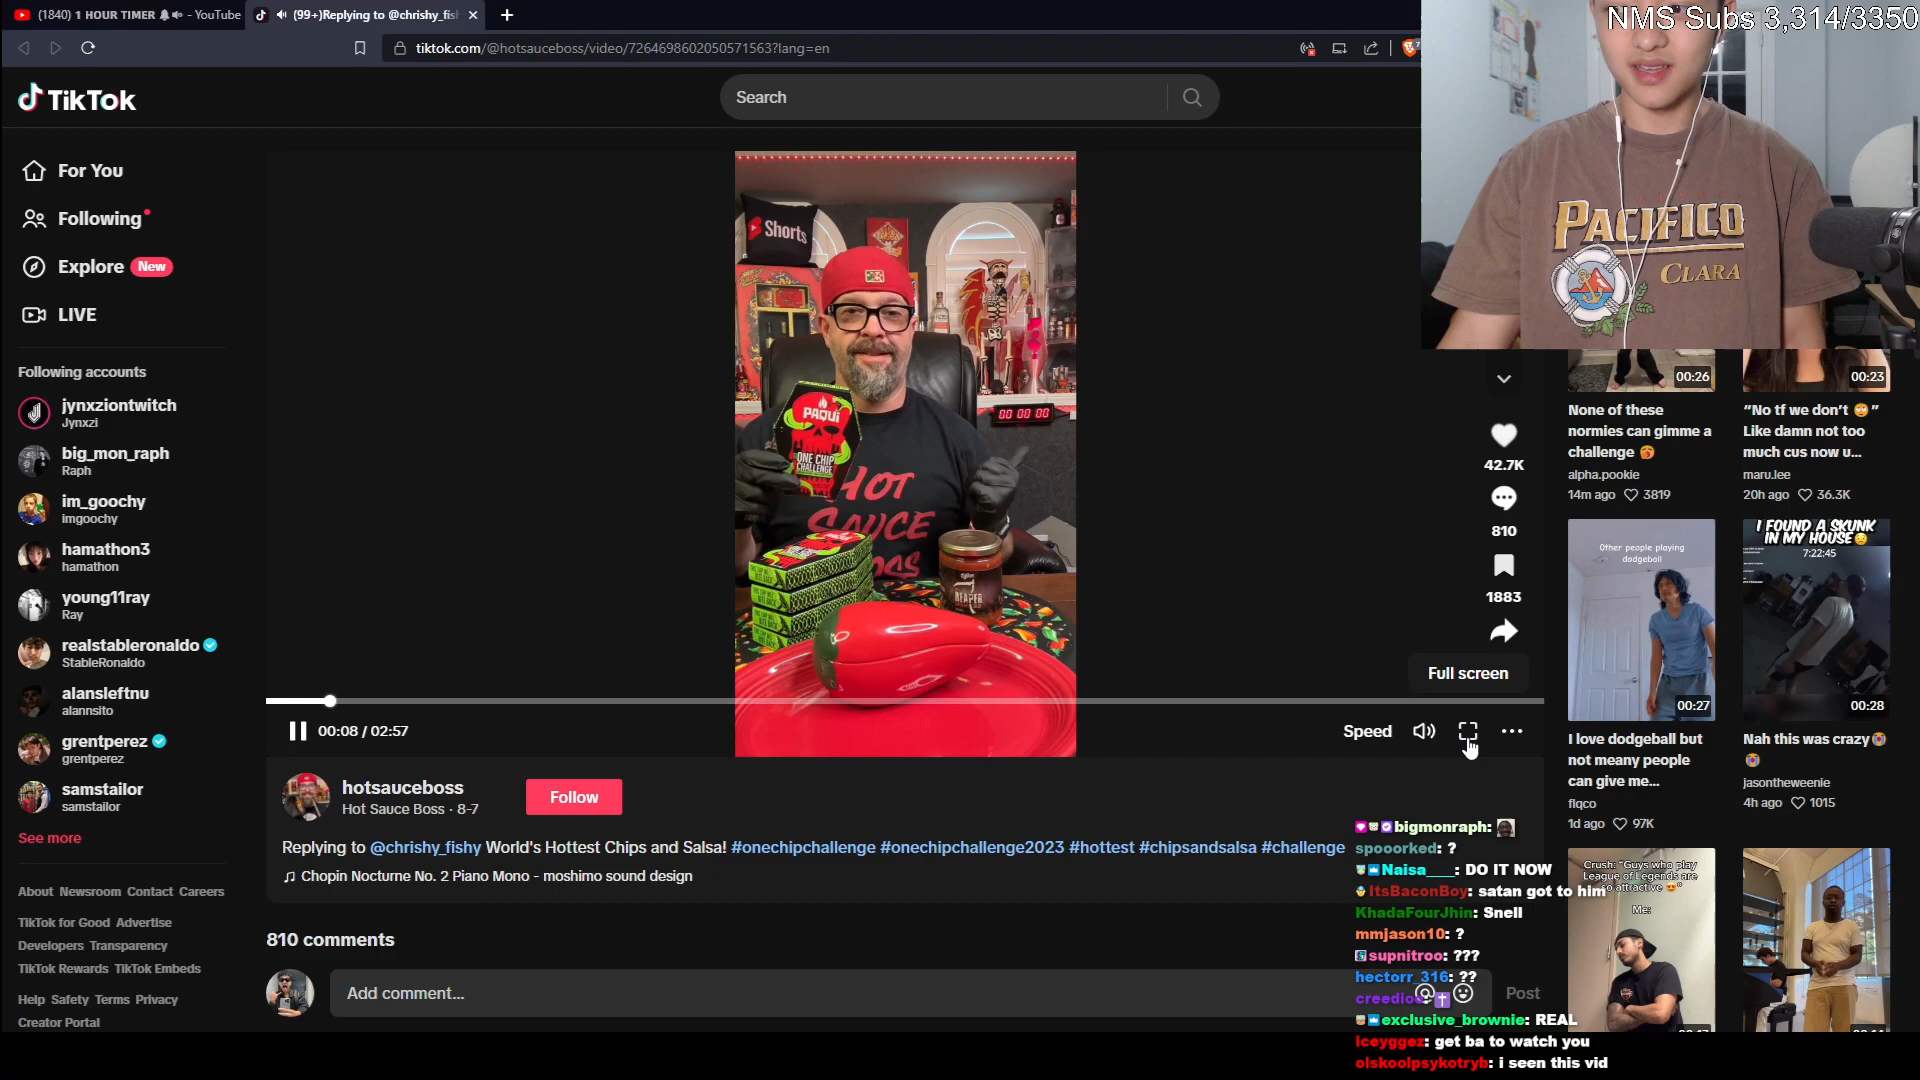 (1840) 1 HOUR TIMER - YouTube
(99+)Replying to @chrishy_fis
NMS Subs 3,314/3350
tiktok.com/@hotsauceboss/video/7264698602050571563?lang=en
TikTok
Search
For You
Following
Explore New
LIVE
Following accounts
jynxziontwitch
Jynxzi
big_mon_raph
Raph
im_goochy
imgoochy
hamathon3
hamathon
young11ray
Ray
realstableronaldo
StableRonaldo
alansleftnu
alannsito
grentperez
grentperez
samstailor
samstailor
See more
About Newsroom Contact Careers
TikTok for Good Advertise
Developers Transparency
TikTok Rewards TikTok Embeds
Help Safety Terms Privacy
Creator Portal
Shorts
PAQUI
ONE CHIP
CHALLENGE
HOT
SAUCE
BOSS
REAPER
00 00 00
PACIFICO
CLARA
42.7K
810
1883
Full screen
00:08 / 02:57
Speed
hotsauceboss
Hot Sauce Boss · 8-7
Follow
Replying to @chrishy_fishy World's Hottest Chips and Salsa! #onechipchallenge #onechipchallenge2023 #hottest #chipsandsalsa #challenge
Chopin Nocturne No. 2 Piano Mono - moshimo sound design
810 comments
Add comment...
Post
bigmonraph:
spooorked: ?
Naisa____: DO IT NOW
ItsBaconBoy: satan got to him
KhadaFourJhin: Snell
mmjason10: ?
supnitroo: ???
hectorr_316: ??
creedioo:
exclusive_brownie: REAL
iceyggez: get ba to watch you
olskoolpsykotryb: i seen this vid
00:26
None of these
normies can gimme a
challenge
alpha.pookie
14m ago 3819
00:23
“No tf we don’t ”
Like damn not too
much cus now u...
maru.lee
20h ago 36.3K
Other people playing
dodgeball
00:27
I love dodgeball but
not meany people
can give me...
flqco
1d ago 97K
I FOUND A SKUNK
IN MY HOUSE
7:22:45
00:28
Nah this was crazy
jasontheweenie
4h ago 1015
Crush: "Guys who play
League of Legends are
so attractive "
Me: